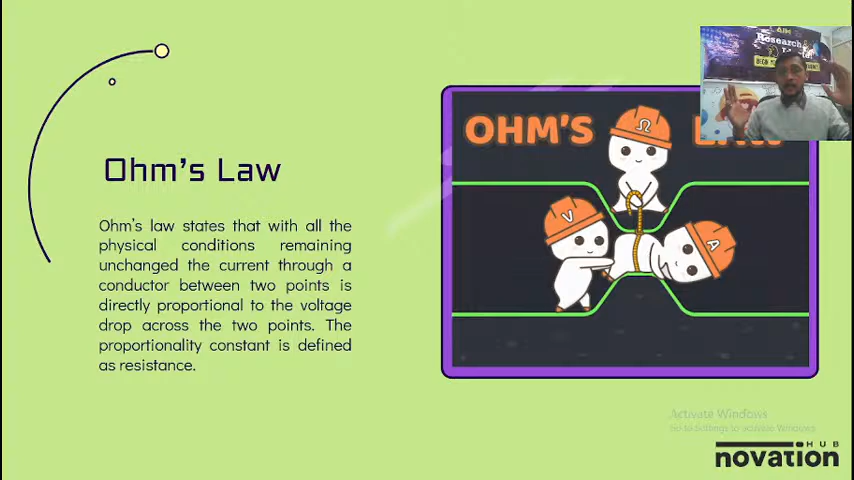 Ohm's Law
Ohm's law states that with all the
physical conditions remaining
unchanged the current through a
conductor between two points is
directly proportional to the voltage
drop across the two points. The
proportionality constant is defined
as resistance.
OHM'S
Ω
V
A
Research
Activate Windows
Go to Settings to activate Windows.
HUB
novation